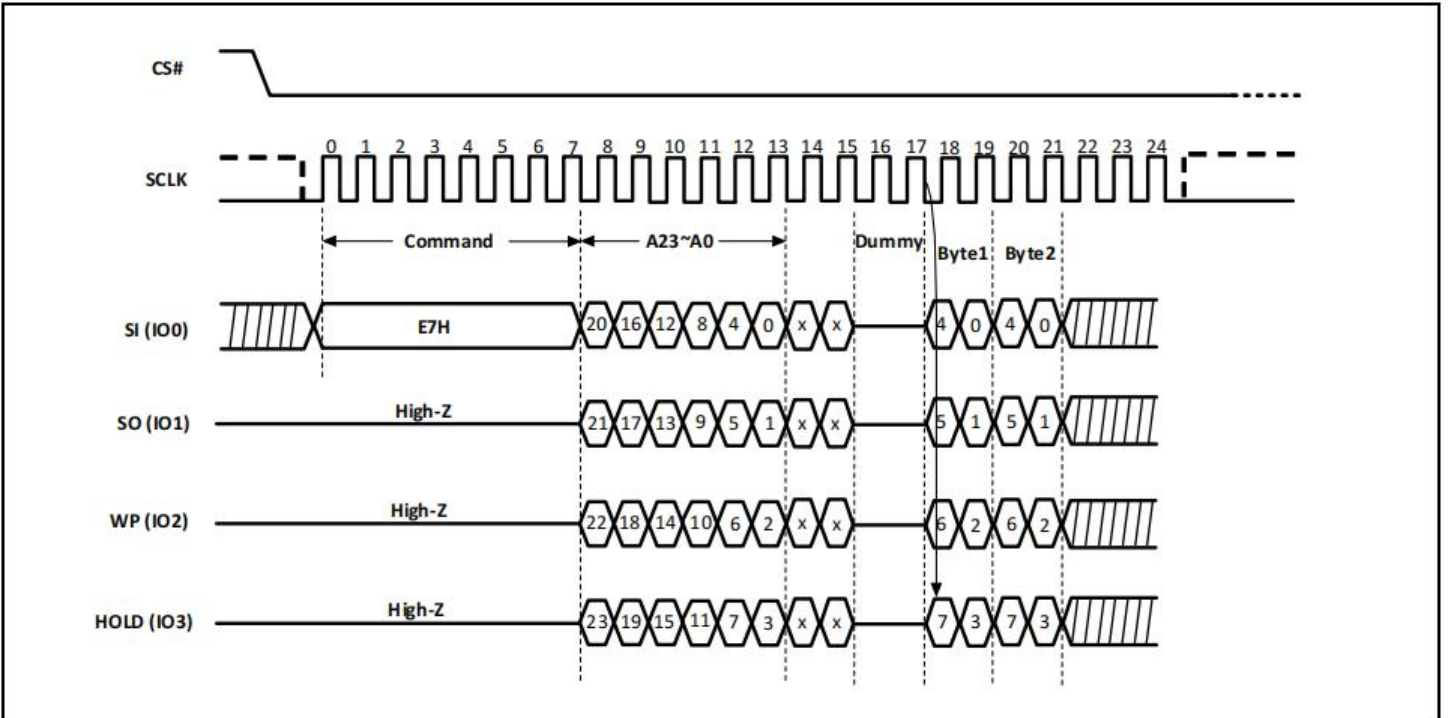 CS#
0 1 2 3 4 5 6 7 8 9 10 11 12 13 14 15 16 17 18 19 20 21 22 23 24
SCLK
Command A23~A0 Dummy Byte1 Byte2
SI (IO0) E7H 20 16 12 8 4 0 x x 4 0 4 0
SO (IO1) High-Z 21 17 13 9 5 1 x x 5 1 5 1
WP (IO2) High-Z 22 18 14 10 6 2 x x 6 2 6 2
HOLD (IO3) High-Z 23 19 15 11 7 3 x x 7 3 7 3